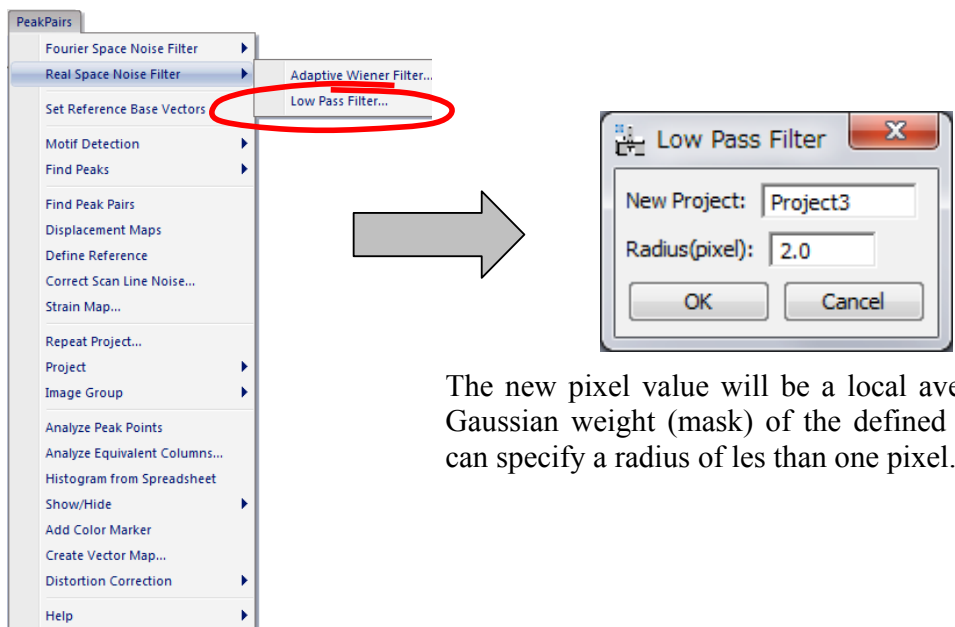 PeakPairs
Fourier Space Noise Filter
Real Space Noise Filter
Adaptive Wiener Filter...
Low Pass Filter...
Set Reference Base Vectors
Motif Detection
Find Peaks
Find Peak Pairs
Displacement Maps
Define Reference
Correct Scan Line Noise...
Strain Map...
Repeat Project...
Project
Image Group
Analyze Peak Points
Analyze Equivalent Columns...
Histogram from Spreadsheet
Show/Hide
Add Color Marker
Create Vector Map...
Distortion Correction
Help
Low Pass Filter
New Project: Project3
Radius(pixel): 2.0
OK Cancel
The new pixel value will be a local ave
Gaussian weight (mask) of the defined
can specify a radius of les than one pixel.